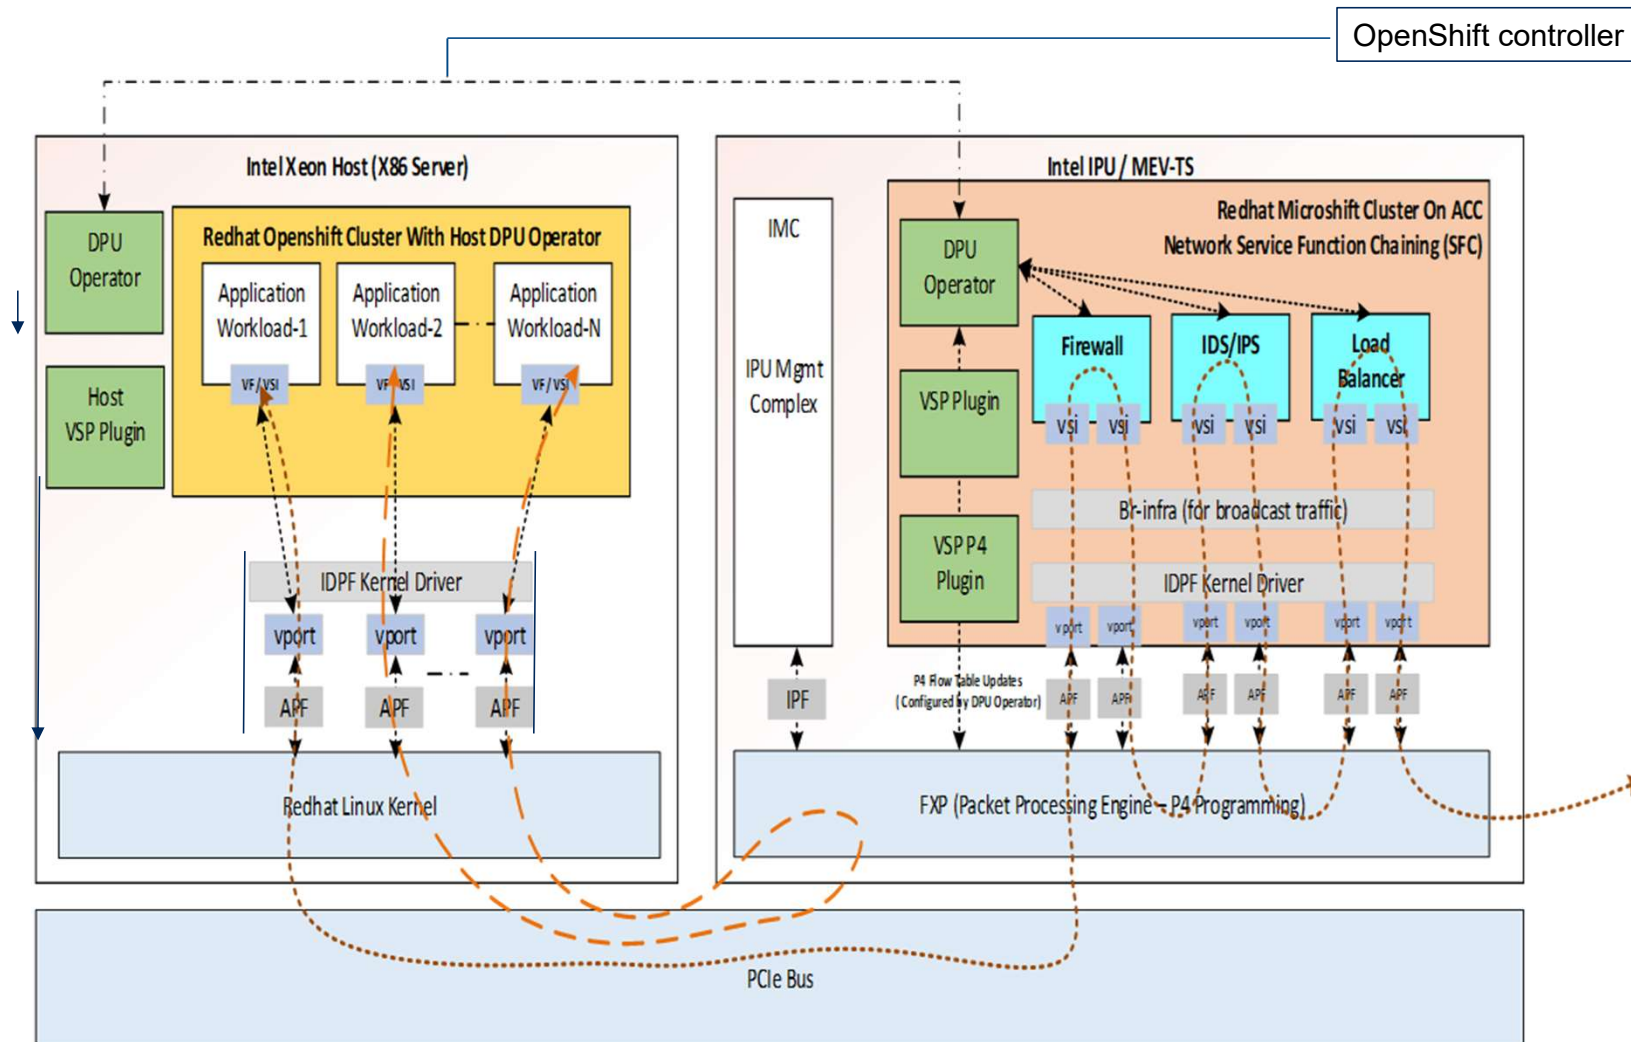 OpenShift controller
Intel Xeon Host (X86 Server)
DPU
Operator
Host
VSP Plugin
Redhat Openshift Cluster With Host DPU Operator
Application
Workload-1
Application
Workload-2
Application
Workload-N
VF / VSI
VF / VSI
VF / VSI
IDPF Kernel Driver
vport
vport
vport
APF
APF
APF
Redhat Linux Kernel
Intel IPU / MEV-TS
IMC
IPU Mgmt
Complex
IPF
Redhat Microshift Cluster On ACC
Network Service Function Chaining (SFC)
DPU
Operator
VSP Plugin
VSP P4
Plugin
Firewall
IDS/IPS
Load
Balancer
vsi
vsi
vsi
vsi
vsi
vsi
Br-infra (for broadcast traffic)
IDPF Kernel Driver
vport
vport
vport
vport
vport
vport
P4 Flow Table Updates
( Configured by DPU Operator)
APF
APF
APF
APF
APF
APF
FXP (Packet Processing Engine – P4 Programming)
PCIe Bus